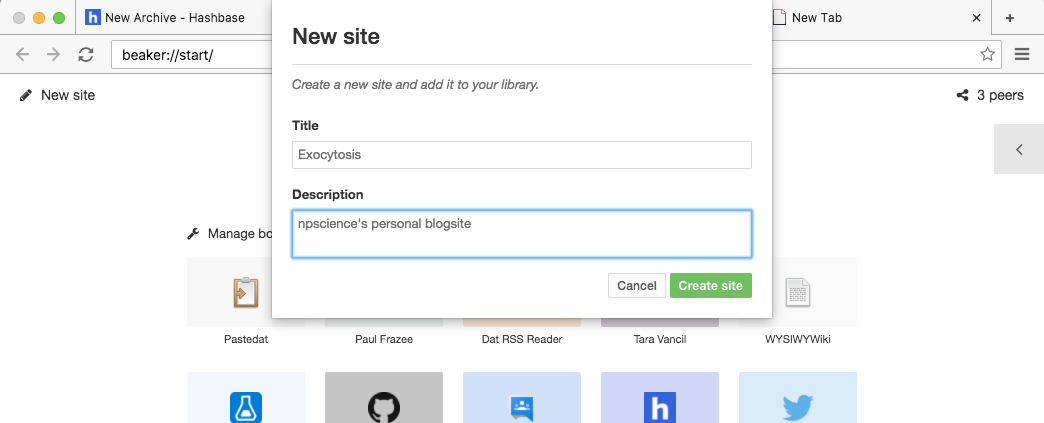 New Archive - Hashbase
New Tab
beaker://start/
New site
3 peers
New site
Create a new site and add it to your library.
Title
Exocytosis
Description
npscience's personal blogsite
Cancel
Create site
Manage bo
Pastedat
Paul Frazee
Dat RSS Reader
Tara Vancil
WYSIWYWiki